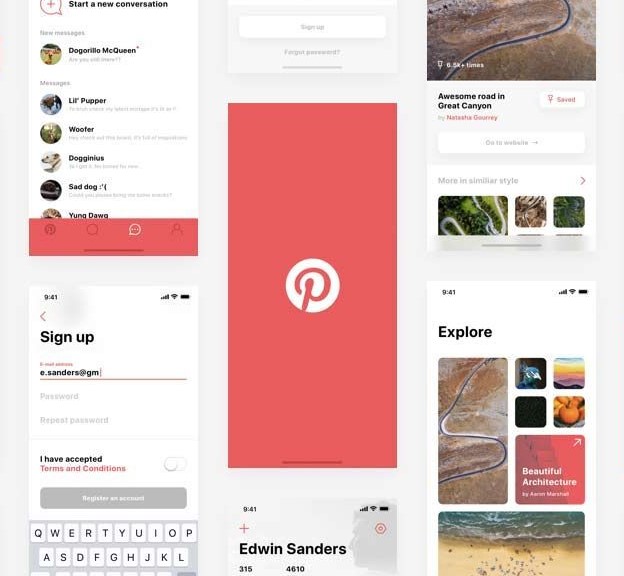 Start a new conversation
New messages
Dogorillo McQueen
Are you still there??
Messages
Lil' Pupper
Woofer
Dogginius
Sad dog :'(
Yung Dawg
9:41
Sign up
E-mail address
e.sanders@gm
Password
Repeat password
I have accepted
Terms and Conditions
Register an account
Q W E R T Y U I O P
A S D F G H J K L
Sign up
Forgot password?
9:41
Edwin Sanders
315 4610
6.5k+ times
Awesome road in
Great Canyon
Saved
by Natasha Gourrey
Go to website →
More in similiar style
9:41
Explore
Beautiful
Architecture
by Aaron Marshall